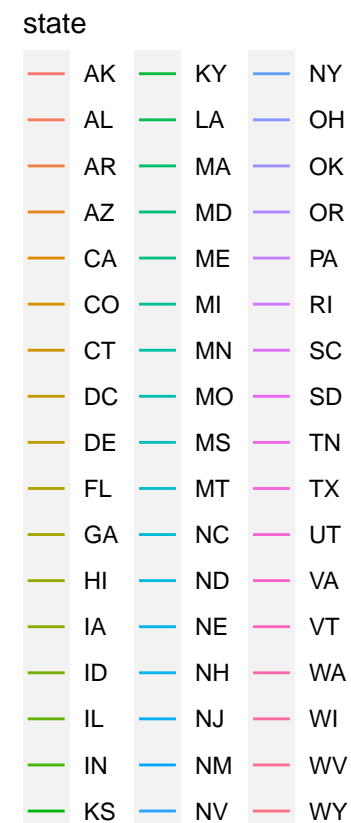 state
AK
AL
AR
AZ
CA
CO
CT
DC
DE
FL
GA
HI
IA
ID
IL
IN
KS
KY
LA
MA
MD
ME
MI
MN
MO
MS
MT
NC
ND
NE
NH
NJ
NM
NV
NY
OH
OK
OR
PA
RI
SC
SD
TN
TX
UT
VA
VT
WA
WI
WV
WY